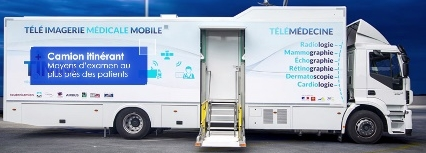 TÉLÉ IMAGERIE MÉDICALE MOBILE
Camion itinérant
Moyens d'examen au
plus près des patients
TÉLÉMÉDECINE
Radiologie
Mammographie
Échographie
Rétinographie
Dermatoscopie
Cardiologie